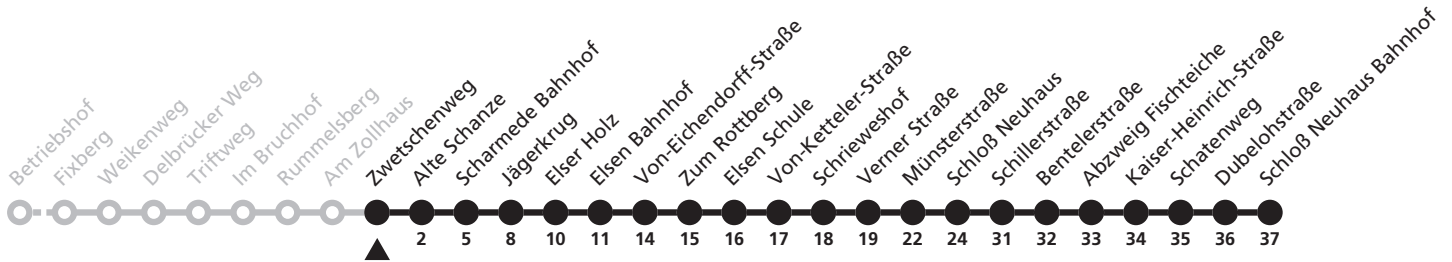 Betriebshof
Fixberg
Weikenweg
Delbrücker Weg
Triftweg
Im Bruchhof
Rummelsberg
Am Zollhaus
Zwetschenweg
Alte Schanze
Scharmede Bahnhof
Jägerkrug
Elser Holz
Elsen Bahnhof
Von-Eichendorff-Straße
Zum Rottberg
Elsen Schule
Von-Ketteler-Straße
Schrieweshof
Verner Straße
Münsterstraße
Schloß Neuhaus
Schillerstraße
Bentelerstraße
Abzweig Fischteiche
Kaiser-Heinrich-Straße
Schatenweg
Dubelohstraße
Schloß Neuhaus Bahnhof
2 5 8 10 11 14 15 16 17 18 19 22 24 31 32 33 34 35 36 37